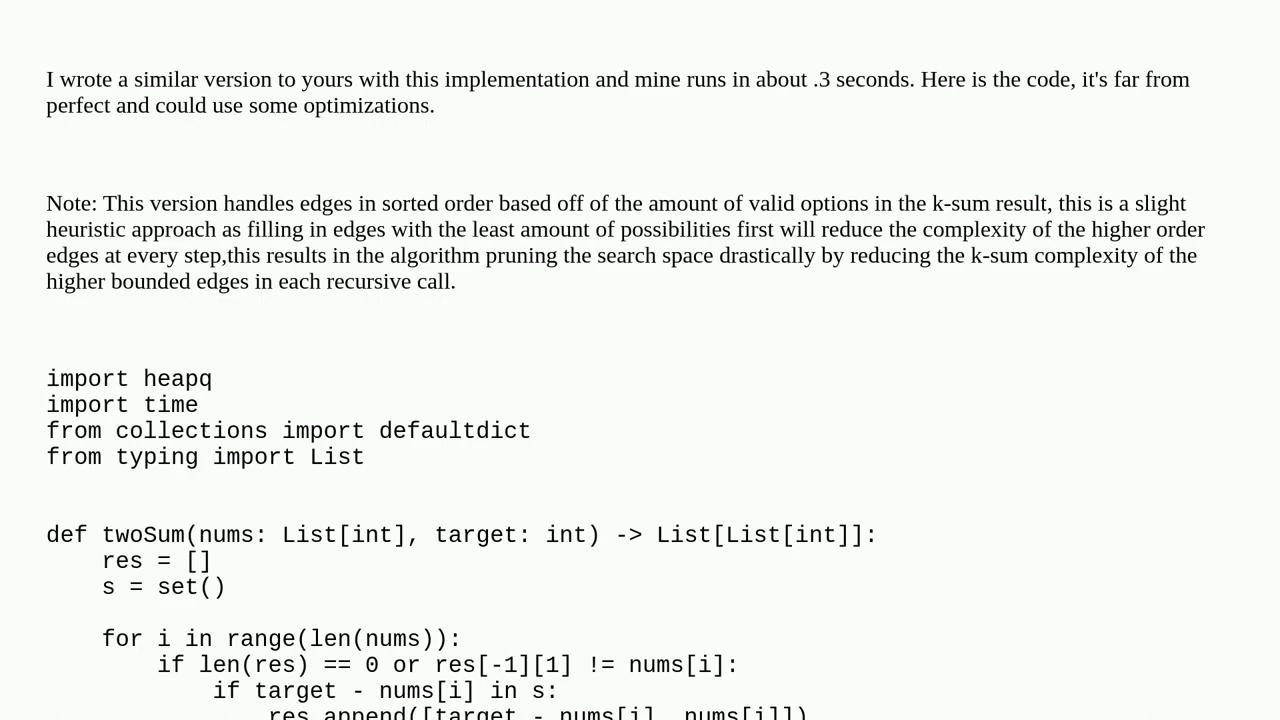 I wrote a similar version to yours with this implementation and mine runs in about .3 seconds. Here is the code, it's far from
perfect and could use some optimizations.
Note: This version handles edges in sorted order based off of the amount of valid options in the k-sum result, this is a slight
heuristic approach as filling in edges with the least amount of possibilities first will reduce the complexity of the higher order
edges at every step,this results in the algorithm pruning the search space drastically by reducing the k-sum complexity of the
higher bounded edges in each recursive call.
import heapq
import time
from collections import defaultdict
from typing import List
def twoSum(nums: List[int], target: int) -> List[List[int]]:
    res = []
    s = set()
    for i in range(len(nums)):
        if len(res) == 0 or res[-1][1] != nums[i]:
            if target - nums[i] in s:
                res.append([target - nums[i], nums[i]])